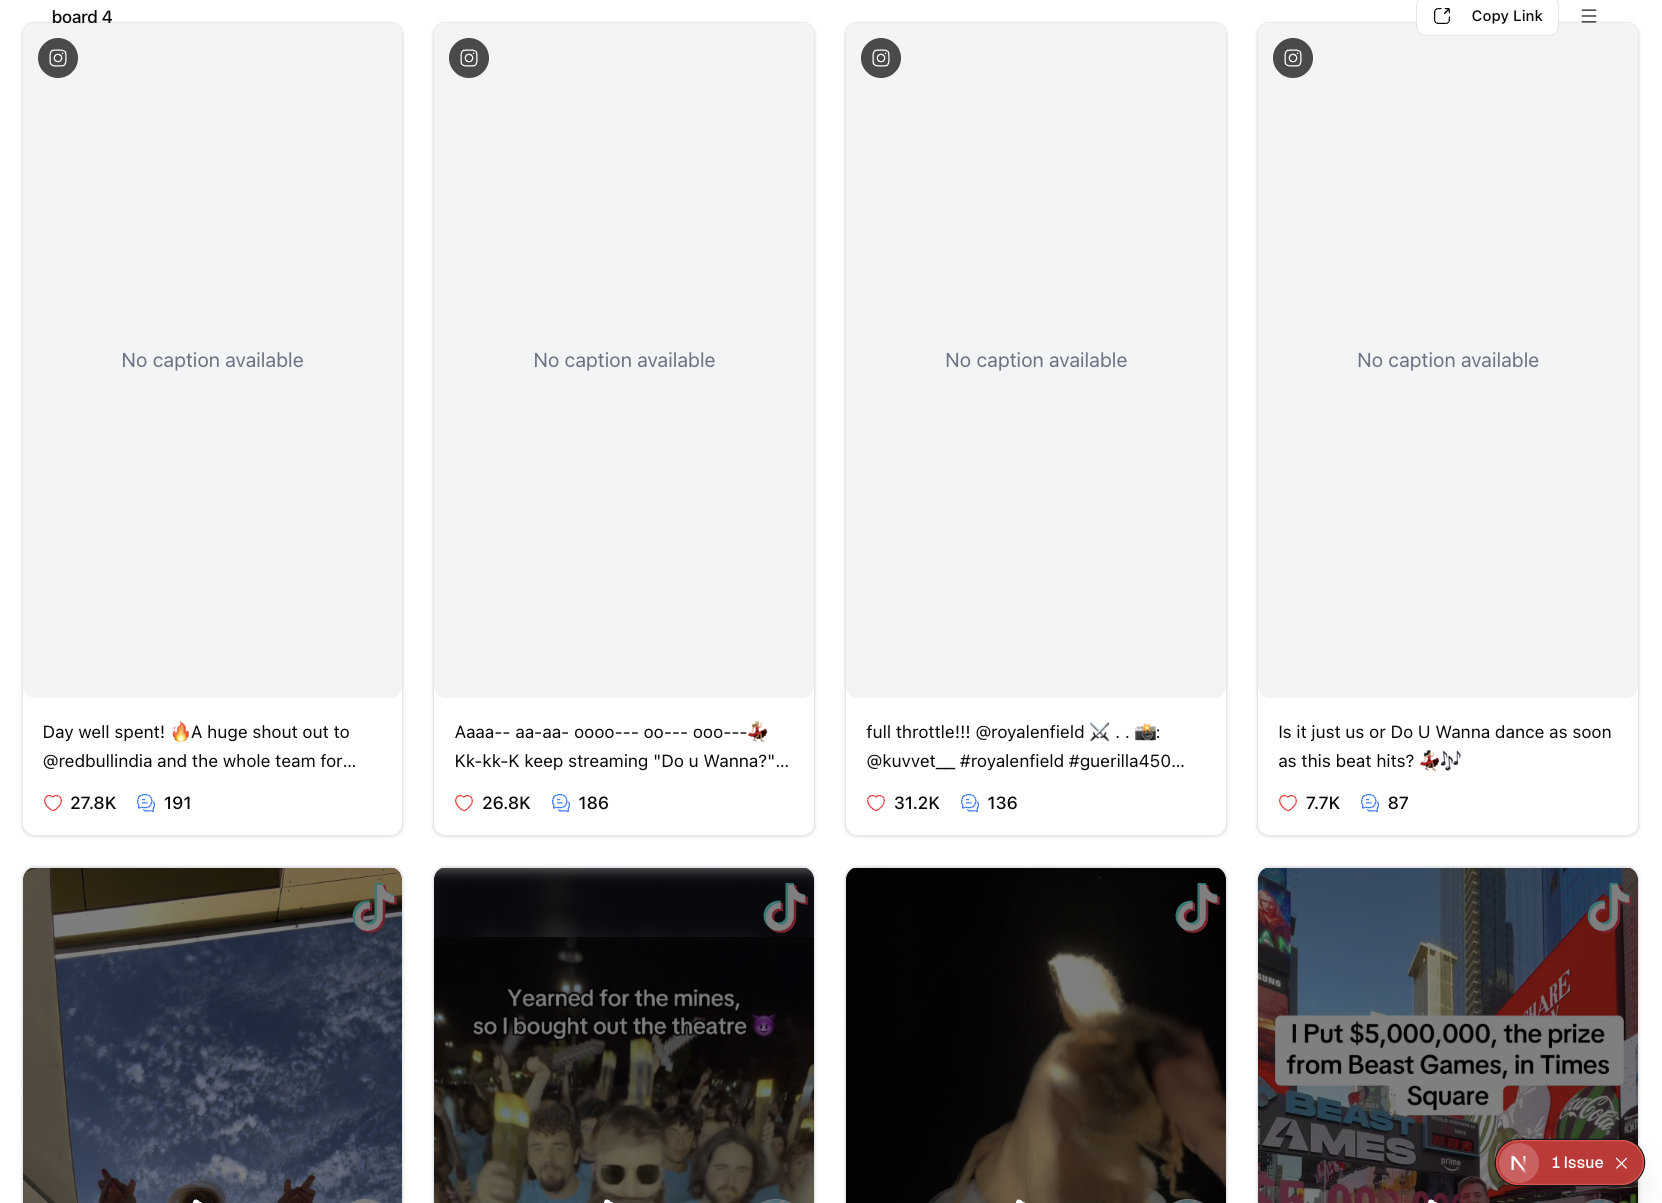 board 4
Copy Link
No caption available
No caption available
No caption available
No caption available
Day well spent! 🔥A huge shout out to
@redbullindia and the whole team for...
27.8K 191
Aaaa-- aa-aa- oooo--- oo--- ooo---💃
Kk-kk-K keep streaming "Do u Wanna?"...
26.8K 186
full throttle!!! @royalenfield ⚔️ . . 📸:
@kuvvet__ #royalenfield #guerilla450...
31.2K 136
Is it just us or Do U Wanna dance as soon
as this beat hits? 💃🎶
7.7K 87
Yearned for the mines,
so I bought out the theatre 😈
SHARE
I Put $5,000,000, the prize
from Beast Games, in Times
Square
Coca-Cola
BEAST
GAMES
prime
N 1 Issue